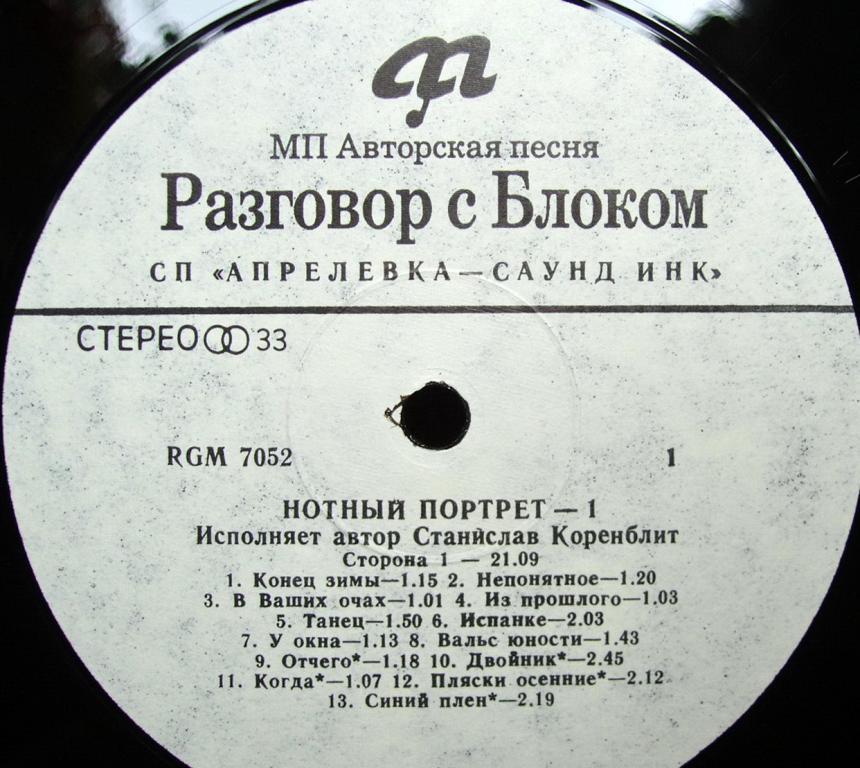 ап
МП Авторская песня
Разговор с Блоком
СП «АПРЕЛЕВКА—САУНД ИНК»
СТЕРЕО 33
RGM 7052 1
НОТНЫЙ ПОРТРЕТ — 1
Исполняет автор Станислав Коренблит
Сторона 1 — 21.09
1. Конец зимы—1.15 2. Непонятное—1.20
3. В Ваших очах—1.01 4. Из прошлого—1.03
5. Танец—1.50 6. Испанке—2.03
7. У окна—1.13 8. Вальс юности—1.43
9. Отчего*—1.18 10. Двойник*—2.45
11. Когда*—1.07 12. Пляски осенние*—2.12
13. Синий плен*—2.19